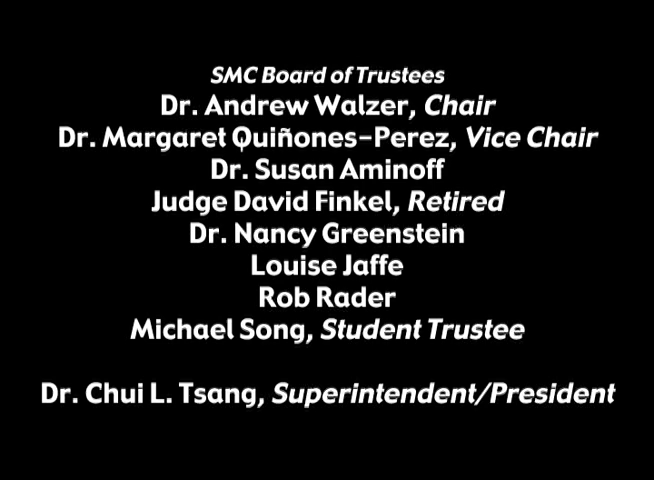 SMC Board of Trustees
Dr. Andrew Walzer, Chair
Dr. Margaret Quiñones-Perez, Vice Chair
Dr. Susan Aminoff
Judge David Finkel, Retired
Dr. Nancy Greenstein
Louise Jaffe
Rob Rader
Michael Song, Student Trustee
Dr. Chui L. Tsang, Superintendent/President